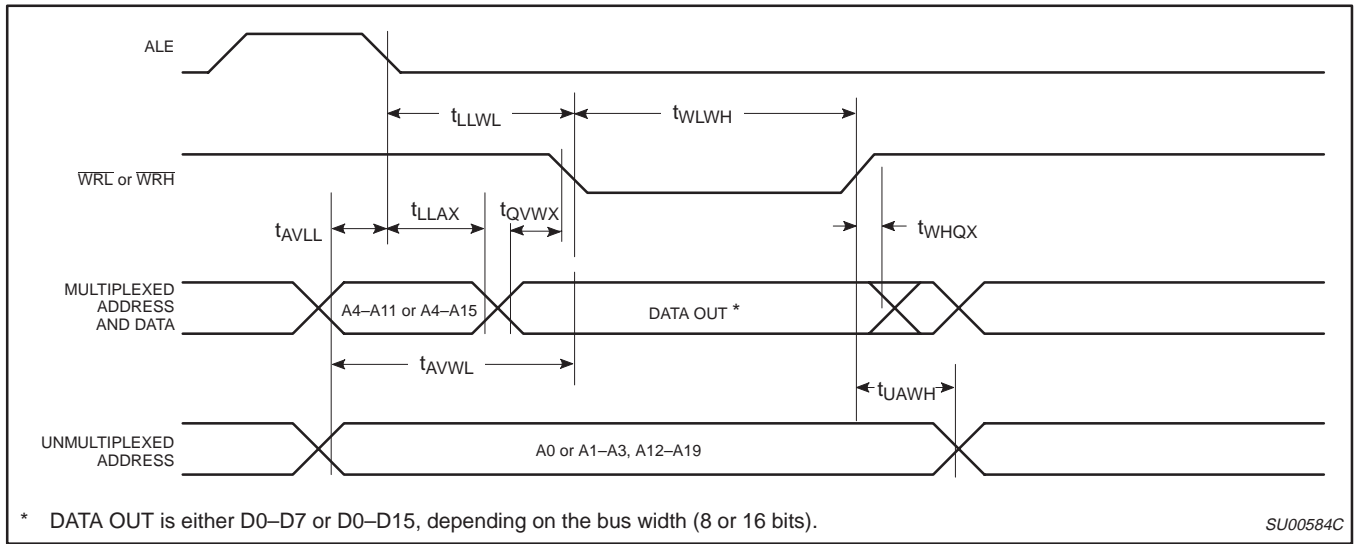 ALE
tLLWL
tWLWH
WRL or WRH
tAVLL
tLLAX
tQVWX
tWHQX
MULTIPLEXED
ADDRESS
AND DATA
A4–A11 or A4–A15
DATA OUT *
tAVWL
tUAWH
UNMULTIPLEXED
ADDRESS
A0 or A1–A3, A12–A19
* DATA OUT is either D0–D7 or D0–D15, depending on the bus width (8 or 16 bits).
SU00584C